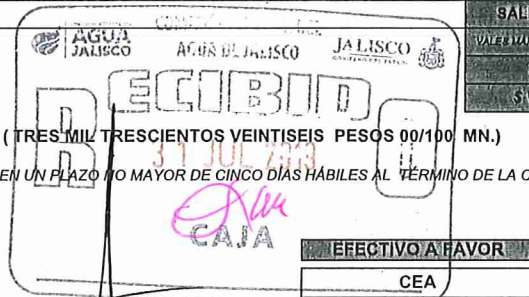 SAL
AGUA
JALISCO
AGUA DE JALISCO
JALISCO
RECIBIDO
( TRES MIL TRESCIENTOS VEINTISEIS PESOS 00/100 MN.)
31 JUL 2013
EN UN PLAZO NO MAYOR DE CINCO DÍAS HÁBILES AL TÉRMINO DE LA C
CAJA
EFECTIVO A FAVOR
CEA